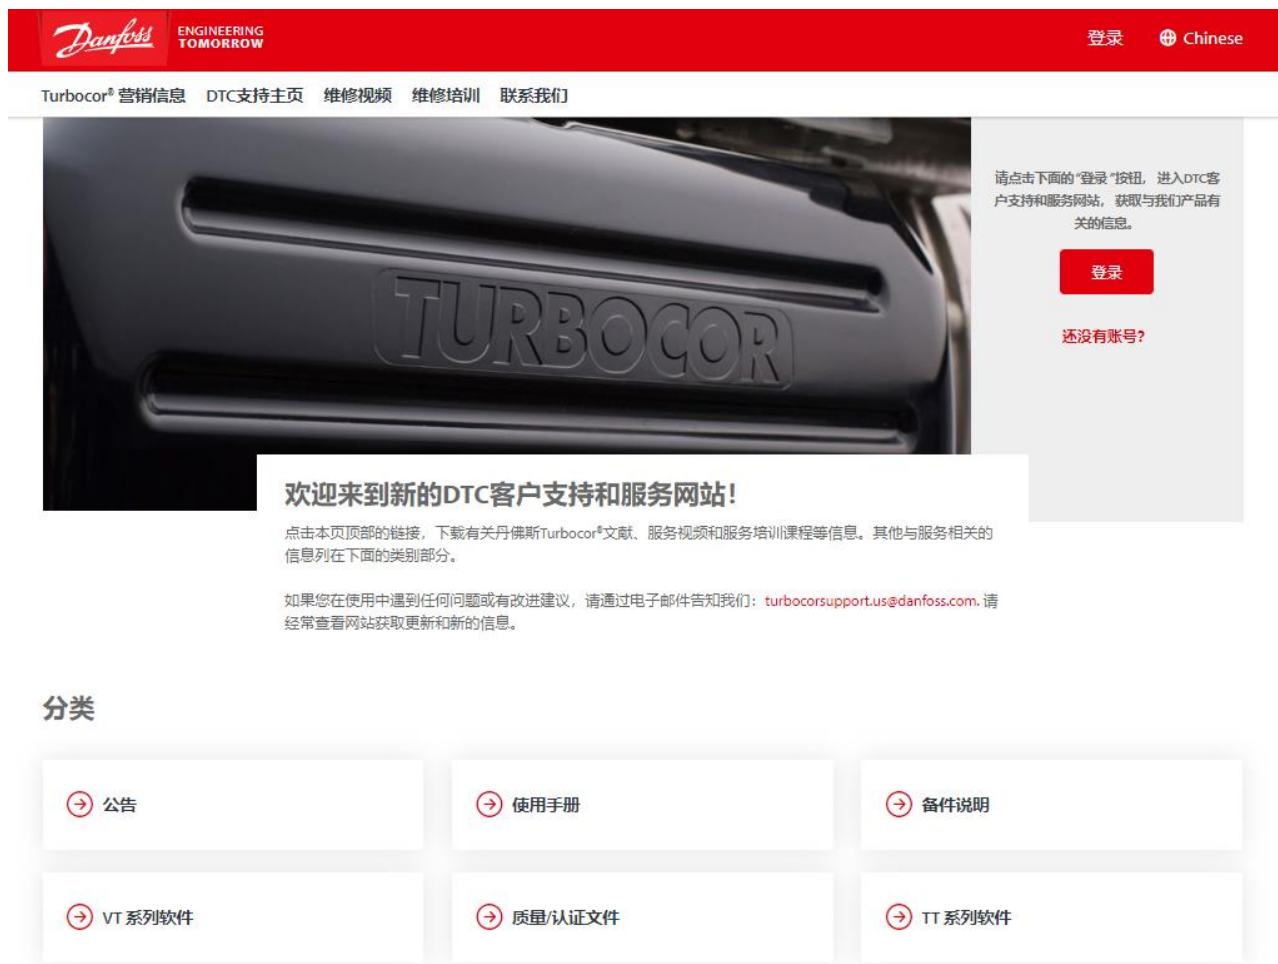 Danfoss
ENGINEERING
TOMORROW
登录
Chinese
Turbocor® 营销信息
DTC支持主页
维修视频
维修培训
联系我们
TURBOCOR
请点击下面的“登录”按钮，进入DTC客
户支持和服务网站，获取与我们产品有
关的信息。
登录
还没有账号?
欢迎来到新的DTC客户支持和服务网站！
点击本页顶部的链接，下载有关丹佛斯Turbocor®文献、服务视频和服务培训课程等信息。其他与服务相关的
信息列在下面的类别部分。
如果您在使用中遇到任何问题或有改进建议，请通过电子邮件告知我们：turbocorsupport.us@danfoss.com. 请
经常查看网站获取更新和新的信息。
分类
公告
使用手册
备件说明
VT 系列软件
质量/认证文件
TT 系列软件